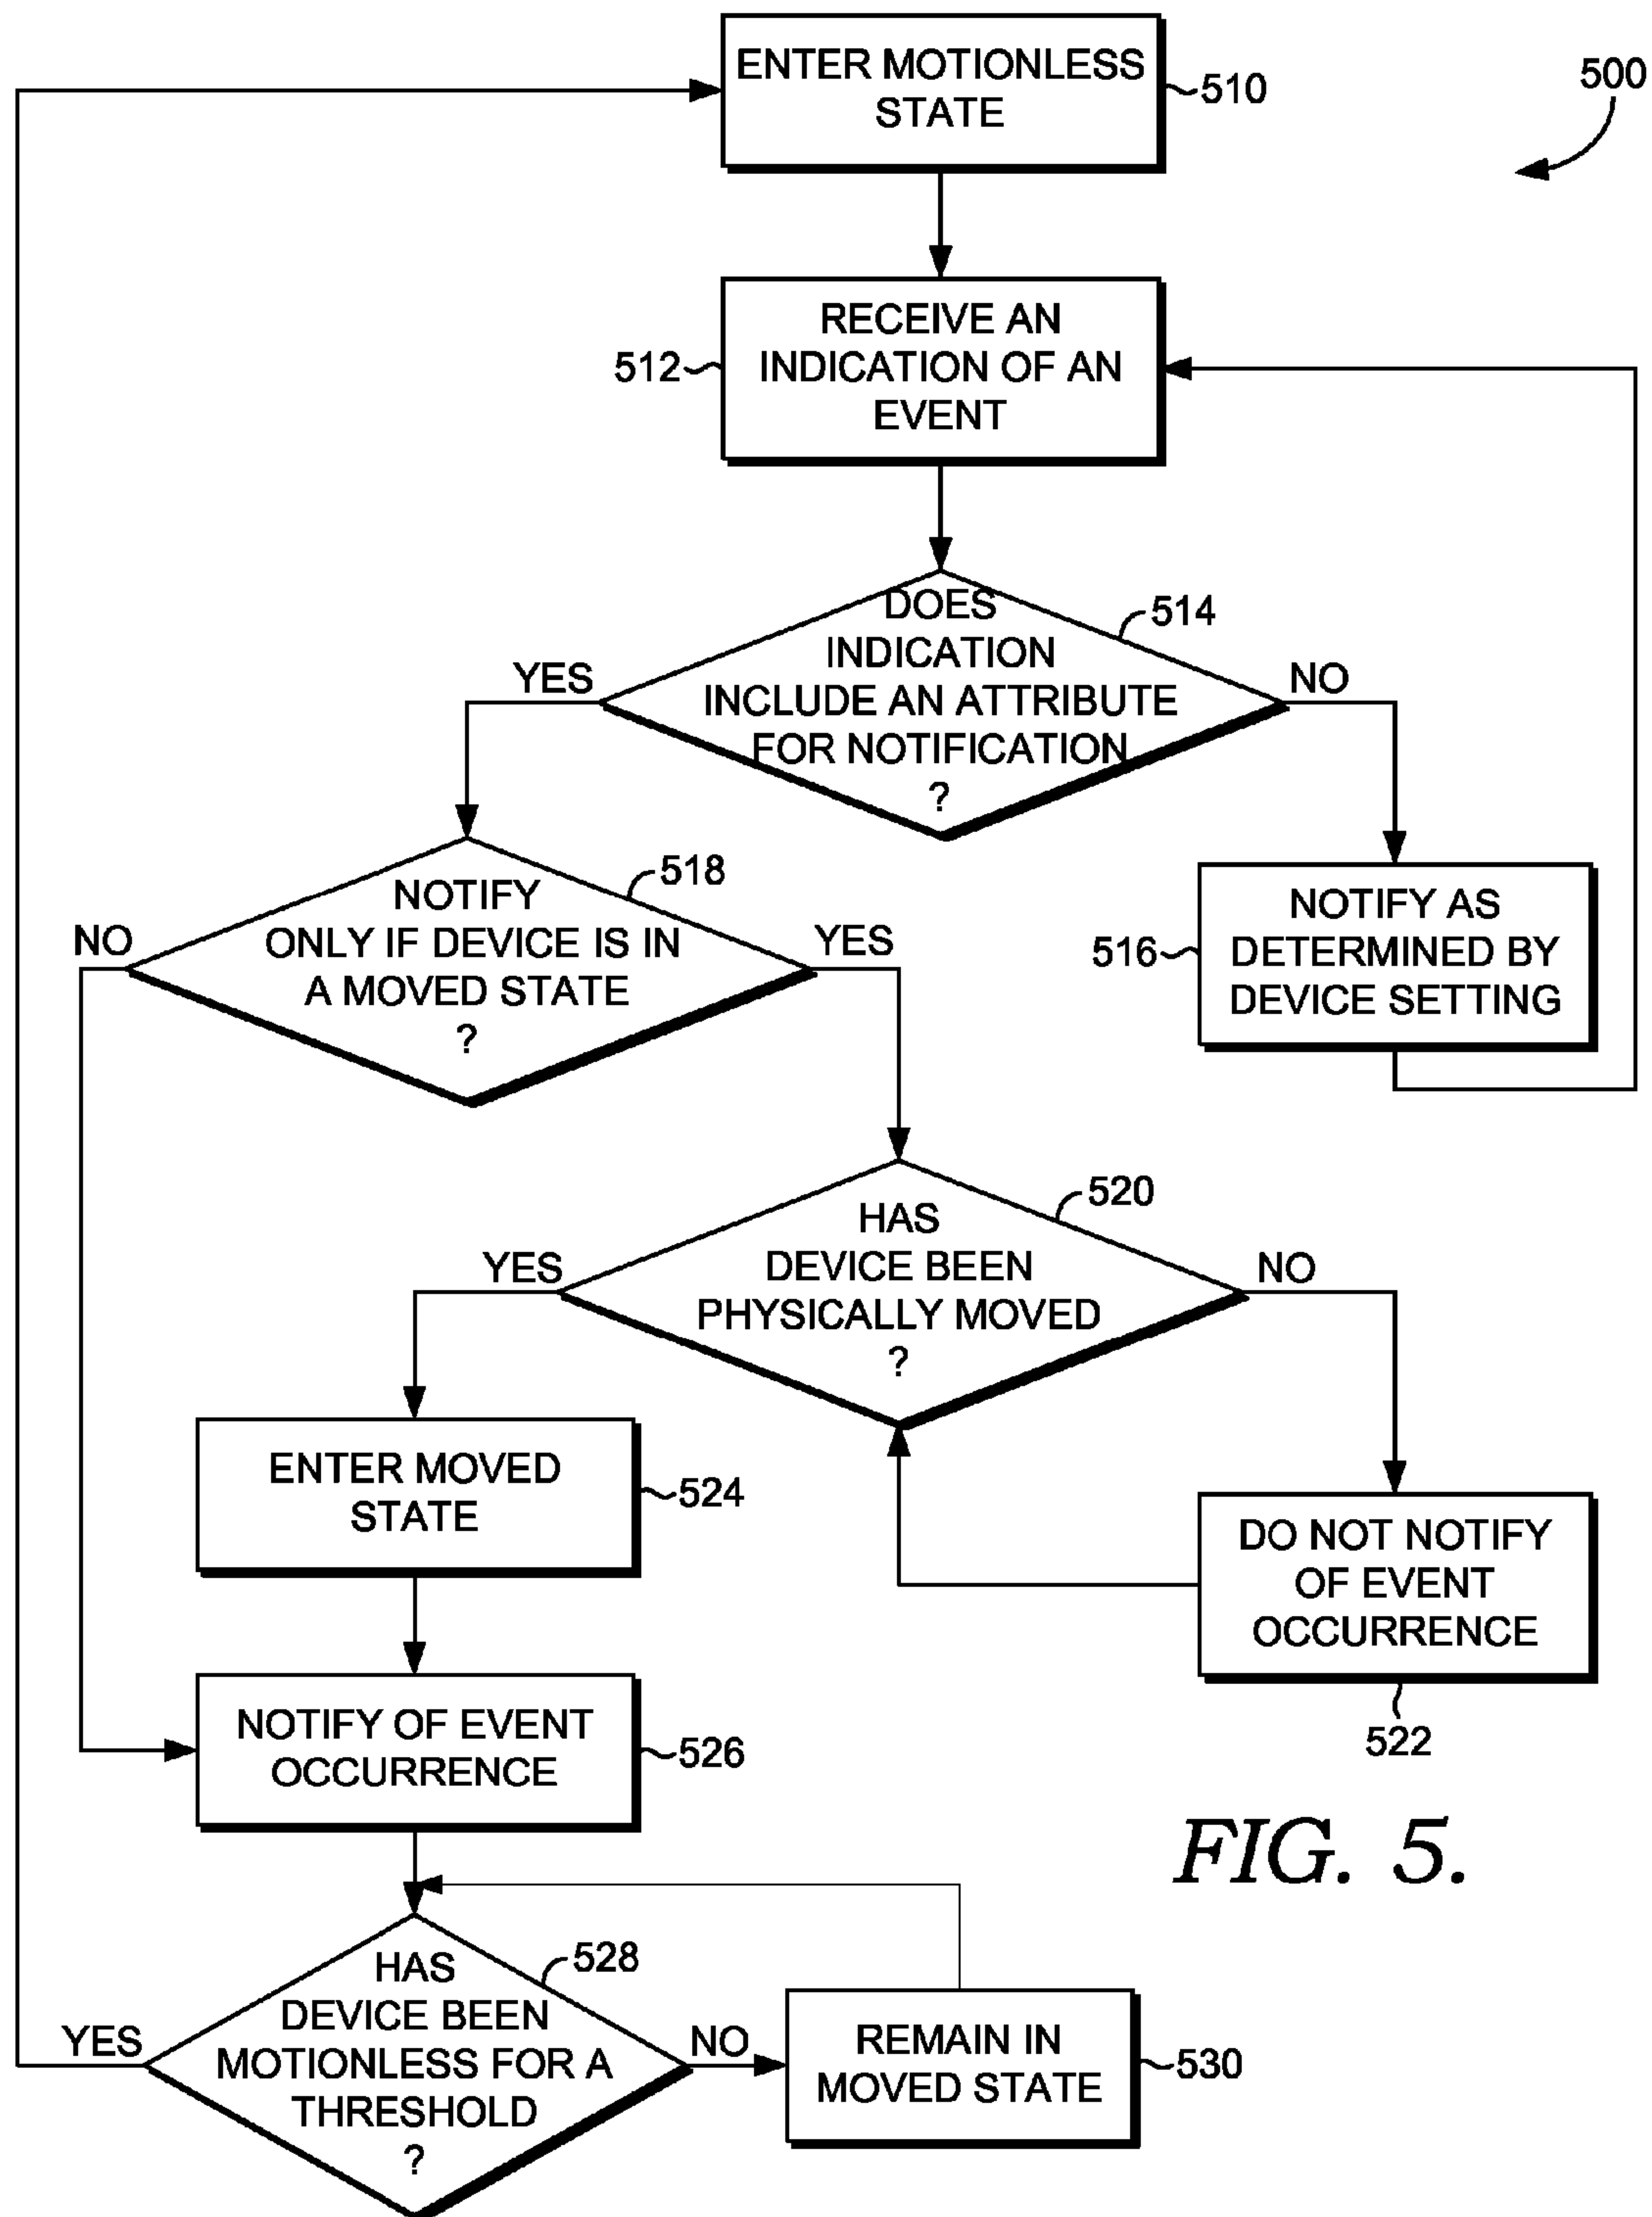 ENTER MOTIONLESS
STATE
510
500
RECEIVE AN
INDICATION OF AN
EVENT
512
DOES
INDICATION
INCLUDE AN ATTRIBUTE
FOR NOTIFICATION
?
514
YES
NO
NOTIFY
ONLY IF DEVICE IS IN
A MOVED STATE
?
518
NO
YES
NOTIFY AS
DETERMINED BY
DEVICE SETTING
516
HAS
DEVICE BEEN
PHYSICALLY MOVED
?
520
YES
NO
ENTER MOVED
STATE
524
DO NOT NOTIFY
OF EVENT
OCCURRENCE
522
NOTIFY OF EVENT
OCCURRENCE
526
FIG. 5.
HAS
DEVICE BEEN
MOTIONLESS FOR A
THRESHOLD
?
528
YES
NO
REMAIN IN
MOVED STATE
530